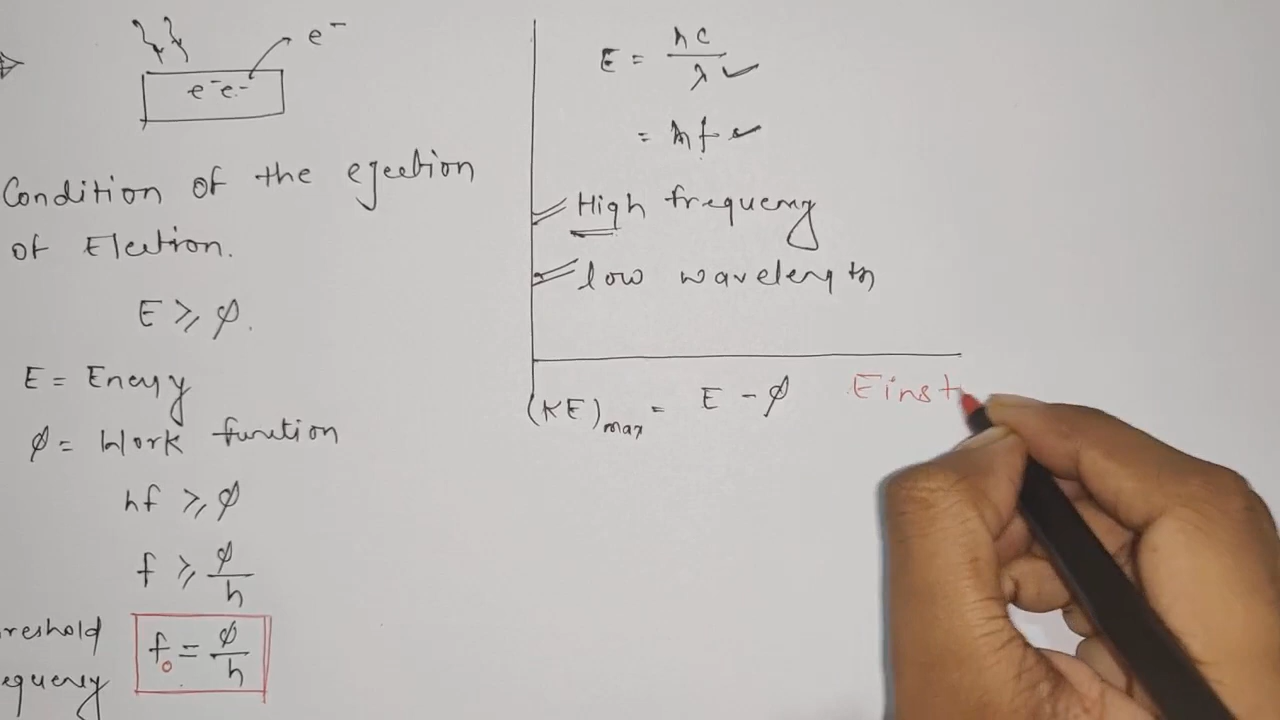 e⁻
e⁻e⁻
Condition of the ejection
of Electron.
E ⩾ φ.
E = Energy
φ = Work function
hf ⩾ φ
f ⩾ φ/h
reshold
equency
f₀ = φ/h
E = hc/λ ✓
= hf ✓
High frequency
low wavelength
(KE)max = E - φ Einst